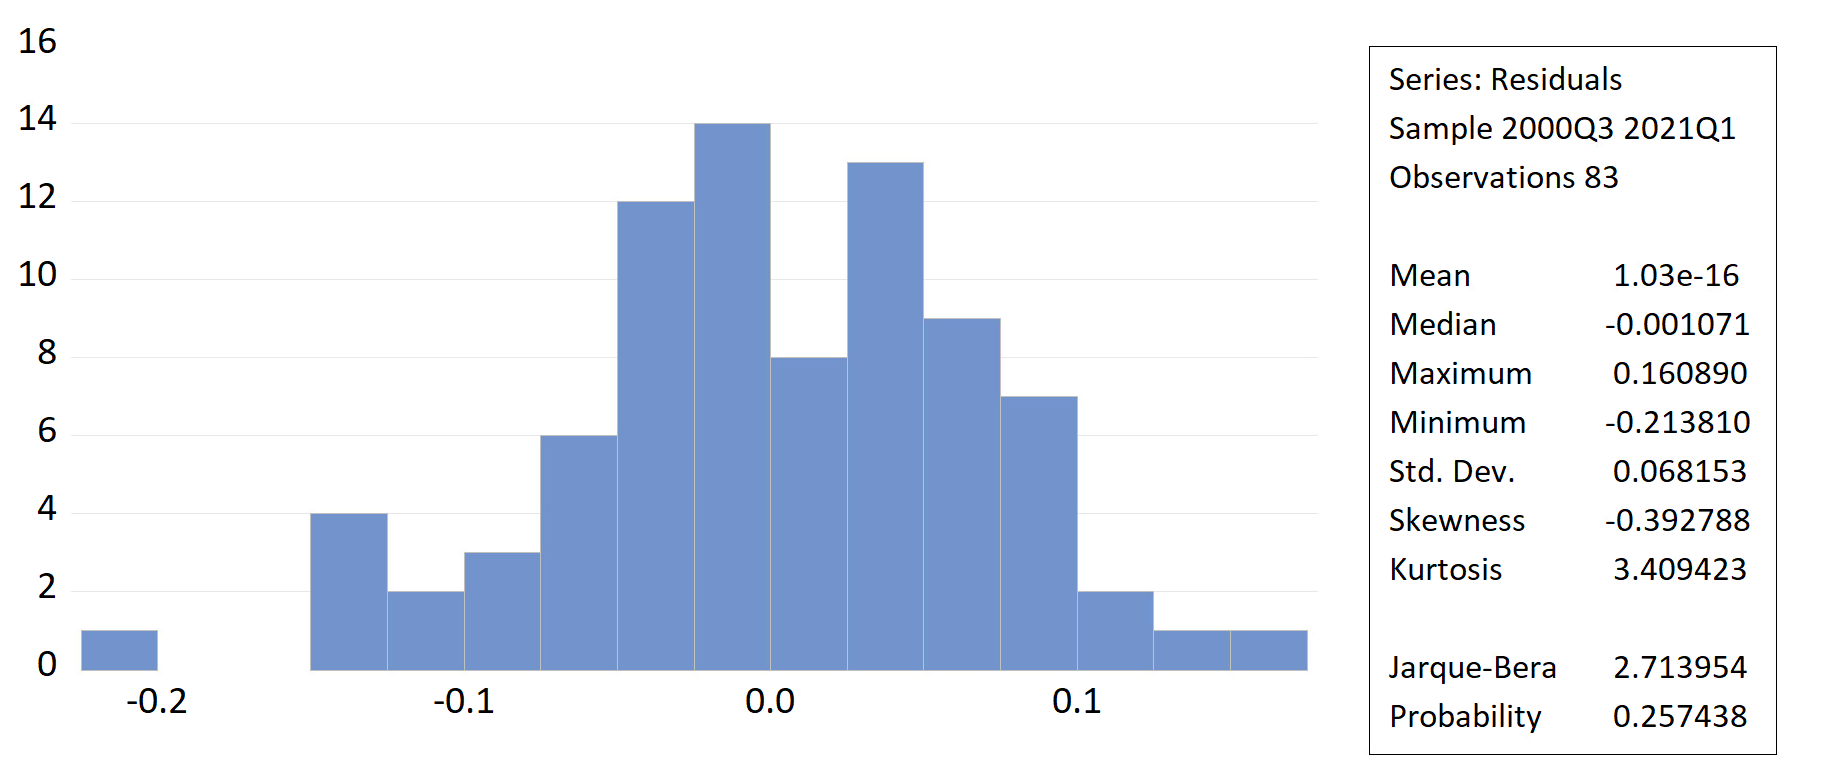 16
14
12
10
8
6
4
2
0
-0.2 -0.1 0.0 0.1
Series: Residuals
Sample 2000Q3 2021Q1
Observations 83
Mean 1.03e-16
Median -0.001071
Maximum 0.160890
Minimum -0.213810
Std. Dev. 0.068153
Skewness -0.392788
Kurtosis 3.409423
Jarque-Bera 2.713954
Probability 0.257438